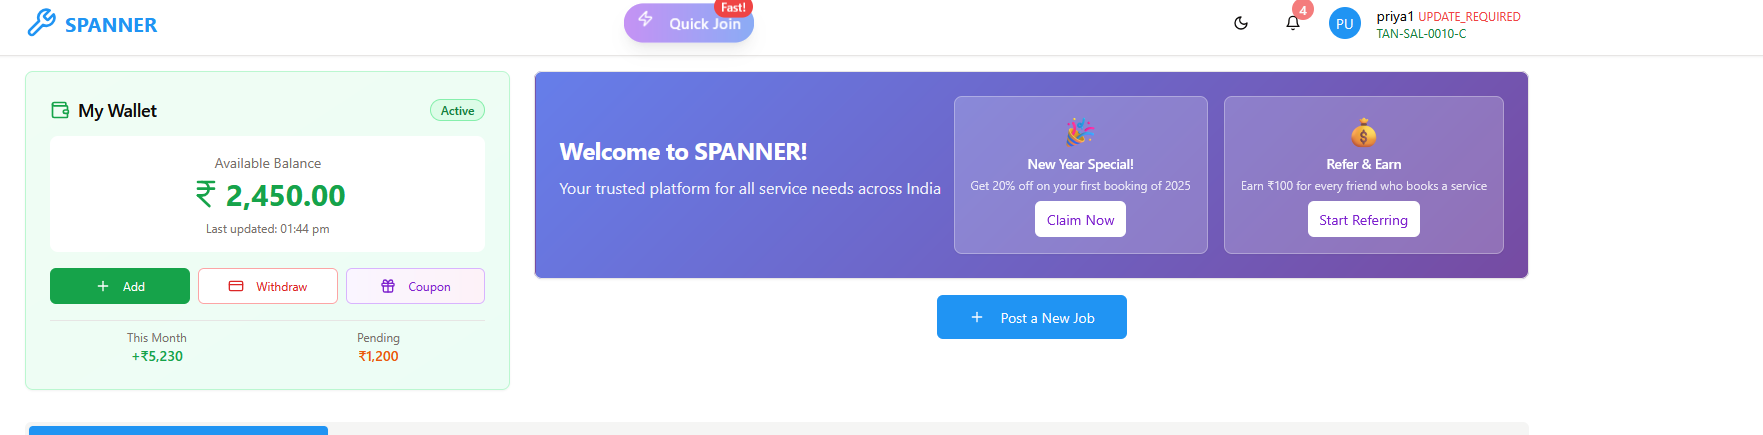 SPANNER
Quick Join
Fast!
4
PU
priya1 UPDATE_REQUIRED
TAN-SAL-0010-C
My Wallet
Active
Available Balance
₹ 2,450.00
Last updated: 01:44 pm
Add
Withdraw
Coupon
This Month
+₹5,230
Pending
₹1,200
Welcome to SPANNER!
Your trusted platform for all service needs across India
New Year Special!
Get 20% off on your first booking of 2025
Claim Now
Refer & Earn
Earn ₹100 for every friend who books a service
Start Referring
Post a New Job